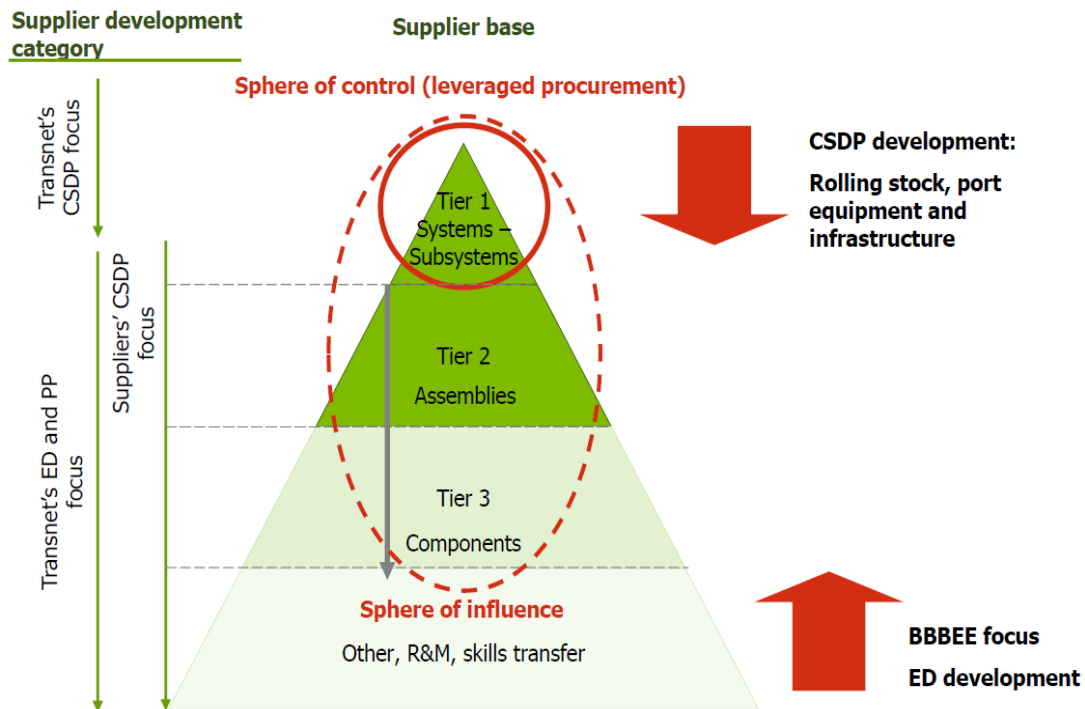 Supplier development
category
Supplier base
Sphere of control (leveraged procurement)
Transnet's
CSDP focus
CSDP development:
Rolling stock, port
equipment and
infrastructure
Tier 1
Systems –
Subsystems
Suppliers' CSDP
focus
Transnet's ED and PP
focus
Tier 2
Assemblies
Tier 3
Components
Sphere of influence
Other, R&M, skills transfer
BBBEE focus
ED development